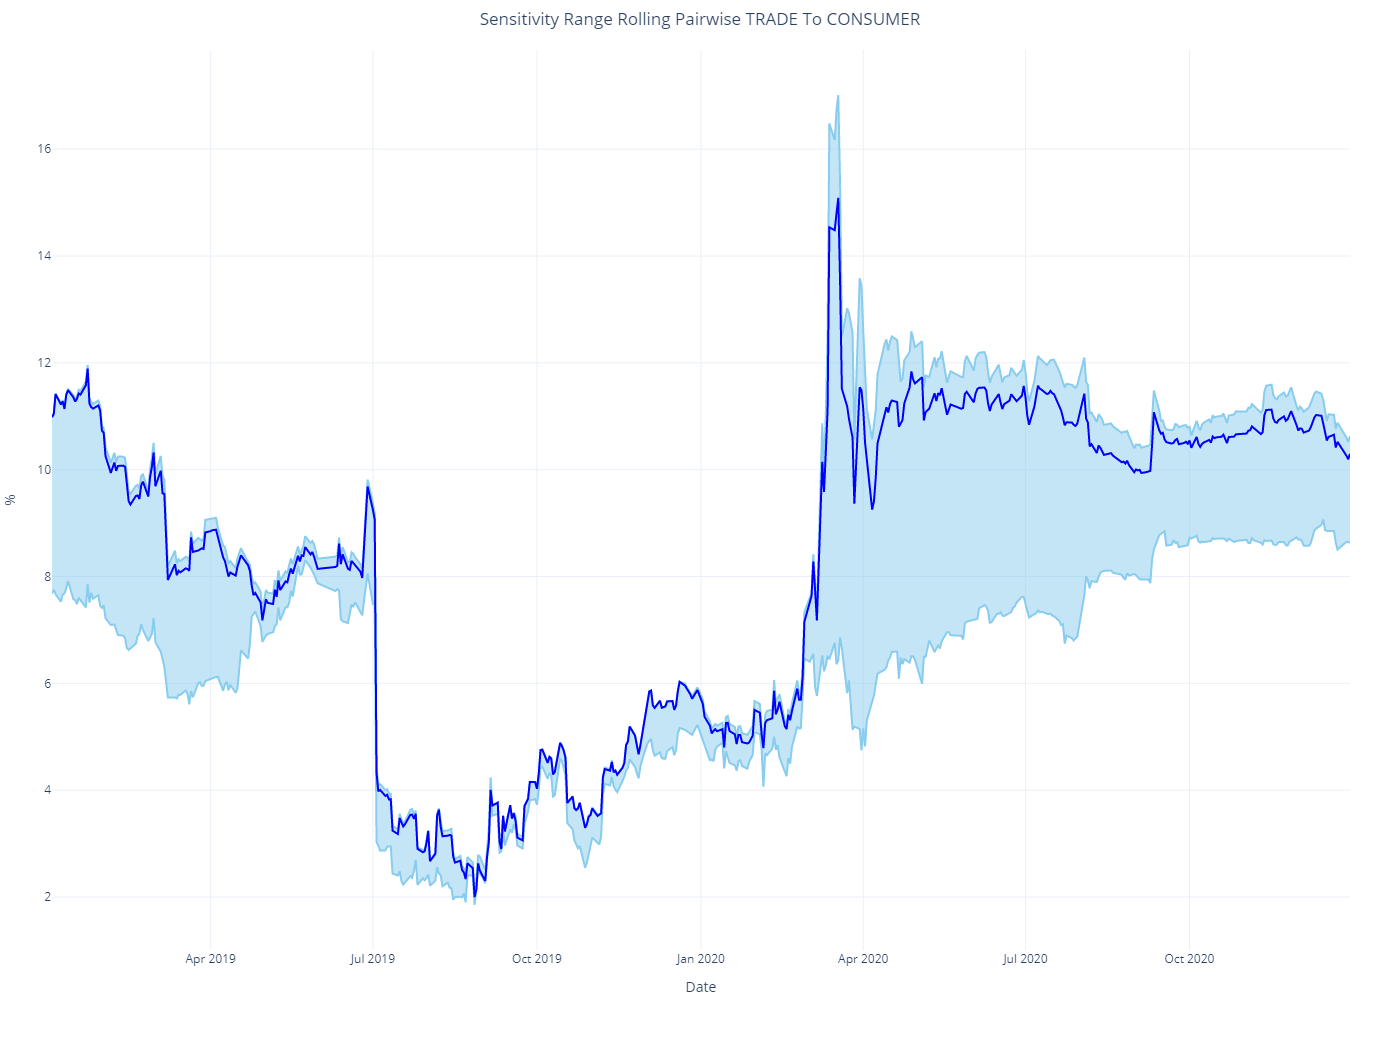 Sensitivity Range Rolling Pairwise TRADE To CONSUMER
16
14
12
10
8
6
4
2
%
Apr 2019
Jul 2019
Oct 2019
Jan 2020
Apr 2020
Jul 2020
Oct 2020
Date